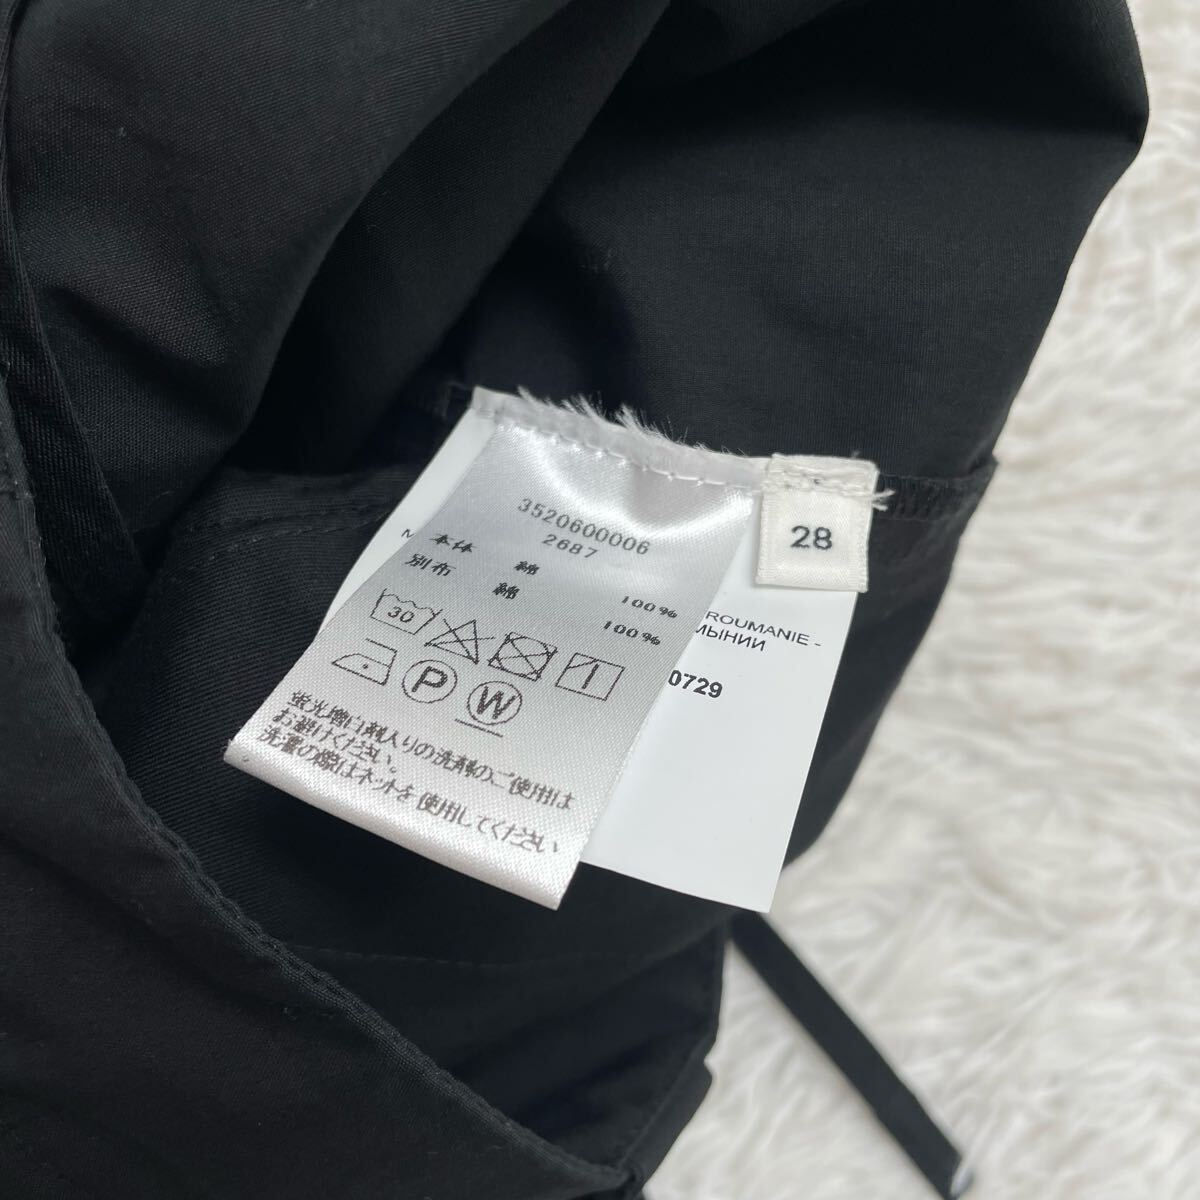 3520600006
2687
本体 綿 100%
別布 綿 100%
30
P W
蛍光増白剤入りの洗剤のご使用は
お避けください。
洗濯の際はネットを使用してください
28
M
ROUMANIE -
МЫНИИ
0729